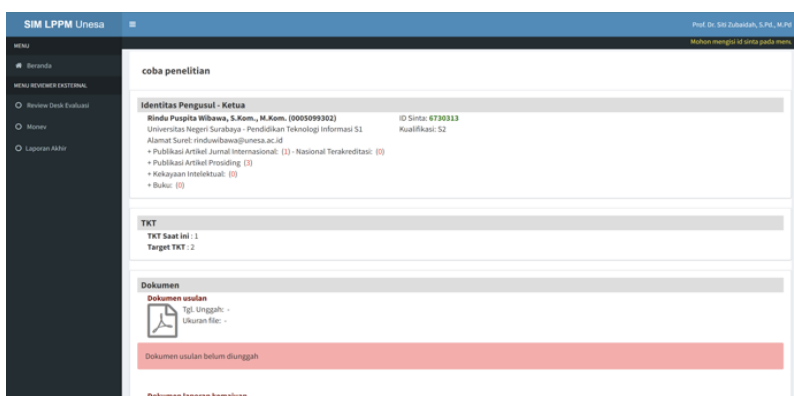 SIM LPPM Unesa
Prof. Dr. Siti Zubaidah, S.Pd., M.Pd
MENU
Mohon mengisi id sinta pada menu
Beranda
MENU REVIEWER EKSTERNAL
Review Desk Evaluasi
Monev
Laporan Akhir
coba penelitian
Identitas Pengusul - Ketua
Rindu Puspita Wibawa, S.Kom., M.Kom. (0005099302)
ID Sinta: 6730313
Universitas Negeri Surabaya - Pendidikan Teknologi Informasi S1
Kualifikasi: S2
Alamat Surel: rinduwibawa@unesa.ac.id
+ Publikasi Artikel Jurnal Internasional: (1) - Nasional Terakreditasi: (0)
+ Publikasi Artikel Prosiding (3)
+ Kekayaan Intelektual: (0)
+ Buku: (0)
TKT
TKT Saat ini : 1
Target TKT : 2
Dokumen
Dokumen usulan
Tgl. Unggah: -
Ukuran file: -
Dokumen usulan belum diunggah
Dokumen laporan kemajuan